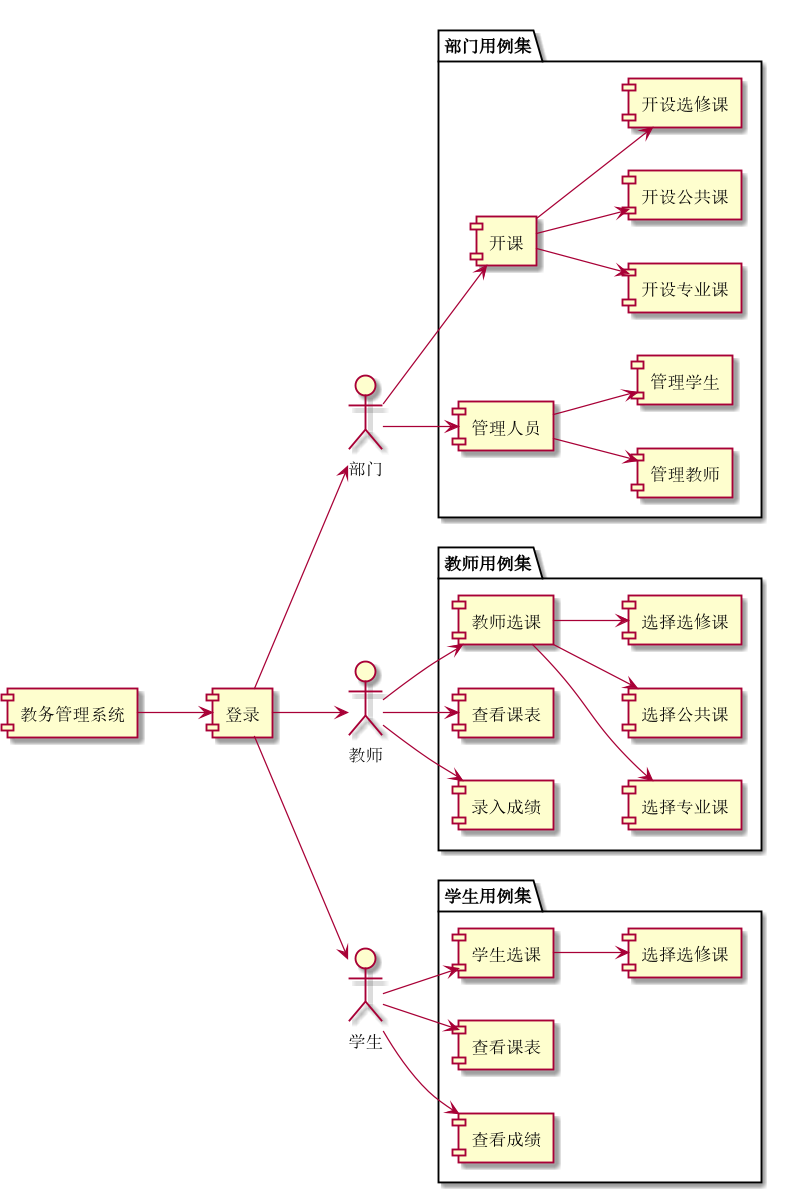 部门用例集
开设选修课
开设公共课
开课
开设专业课
管理学生
管理人员
管理教师
部门
教师用例集
教师选课
选择选修课
教务管理系统
登录
教师
查看课表
选择公共课
录入成绩
选择专业课
学生用例集
学生选课
选择选修课
学生
查看课表
查看成绩